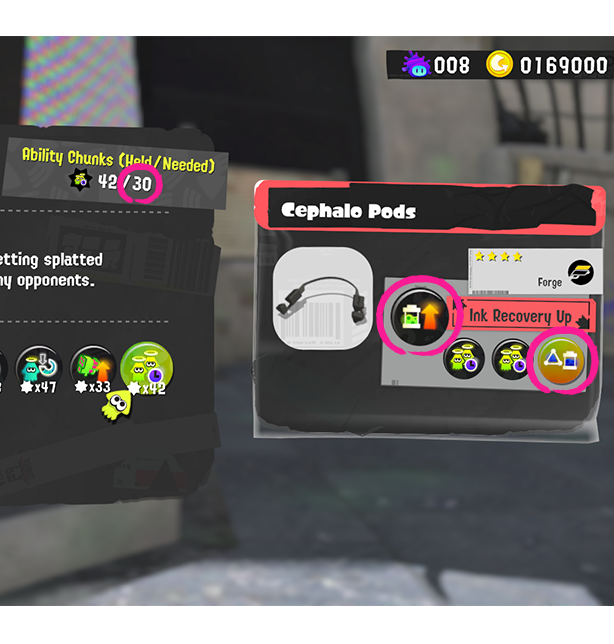 008 0169000
Ability Chunks (Held/Needed)
42/30
Cephalo Pods
Forge
Ink Recovery Up
etting splatted
ny opponents.
x47 x33 x42